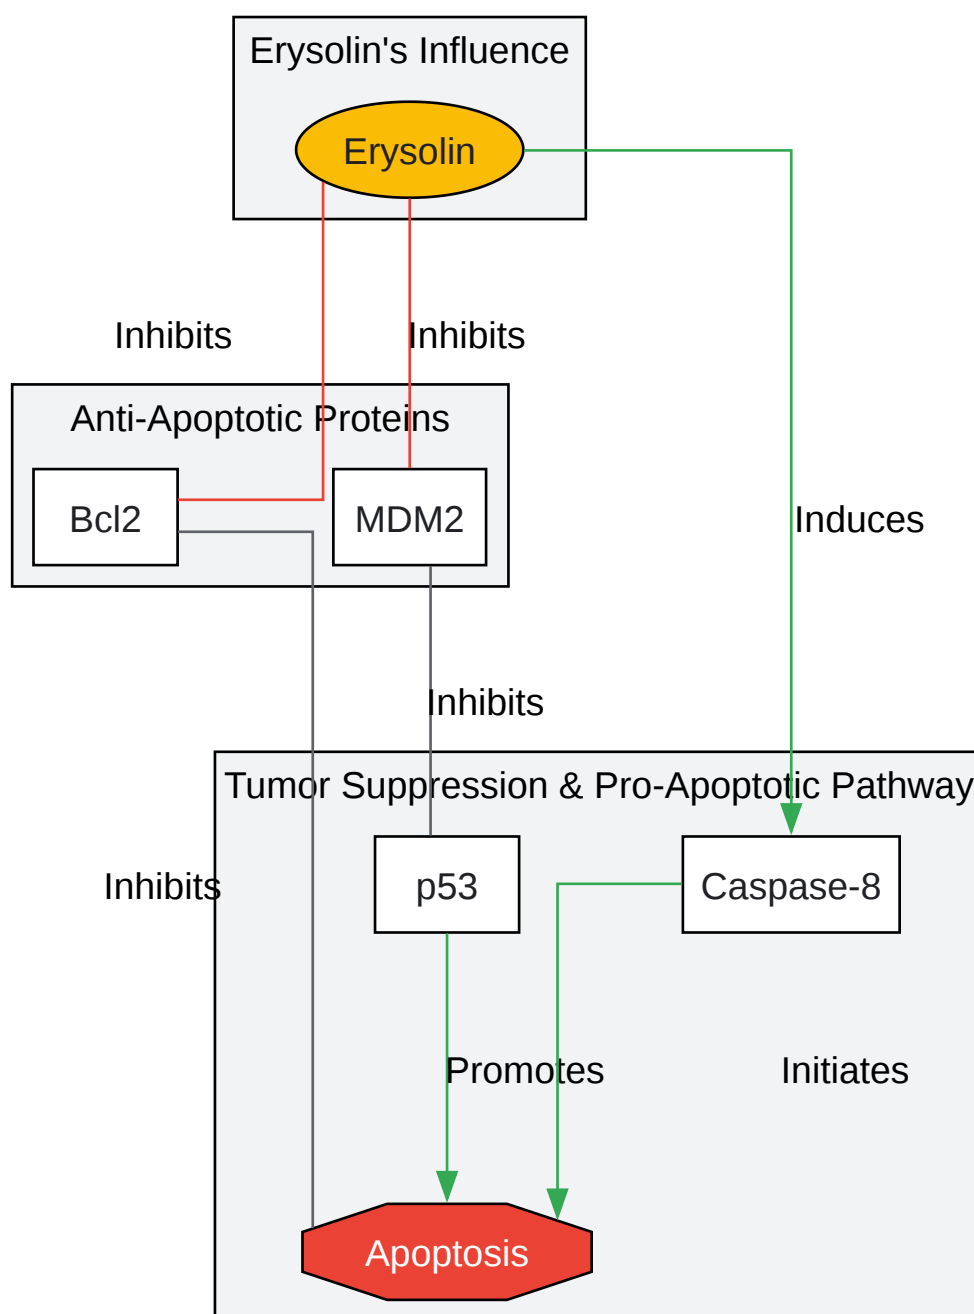 Erysolin's Influence
Erysolin
Inhibits
Inhibits
Anti-Apoptotic Proteins
Bcl2
MDM2
Induces
Inhibits
Tumor Suppression & Pro-Apoptotic Pathway
Inhibits
p53
Caspase-8
Promotes
Initiates
Apoptosis